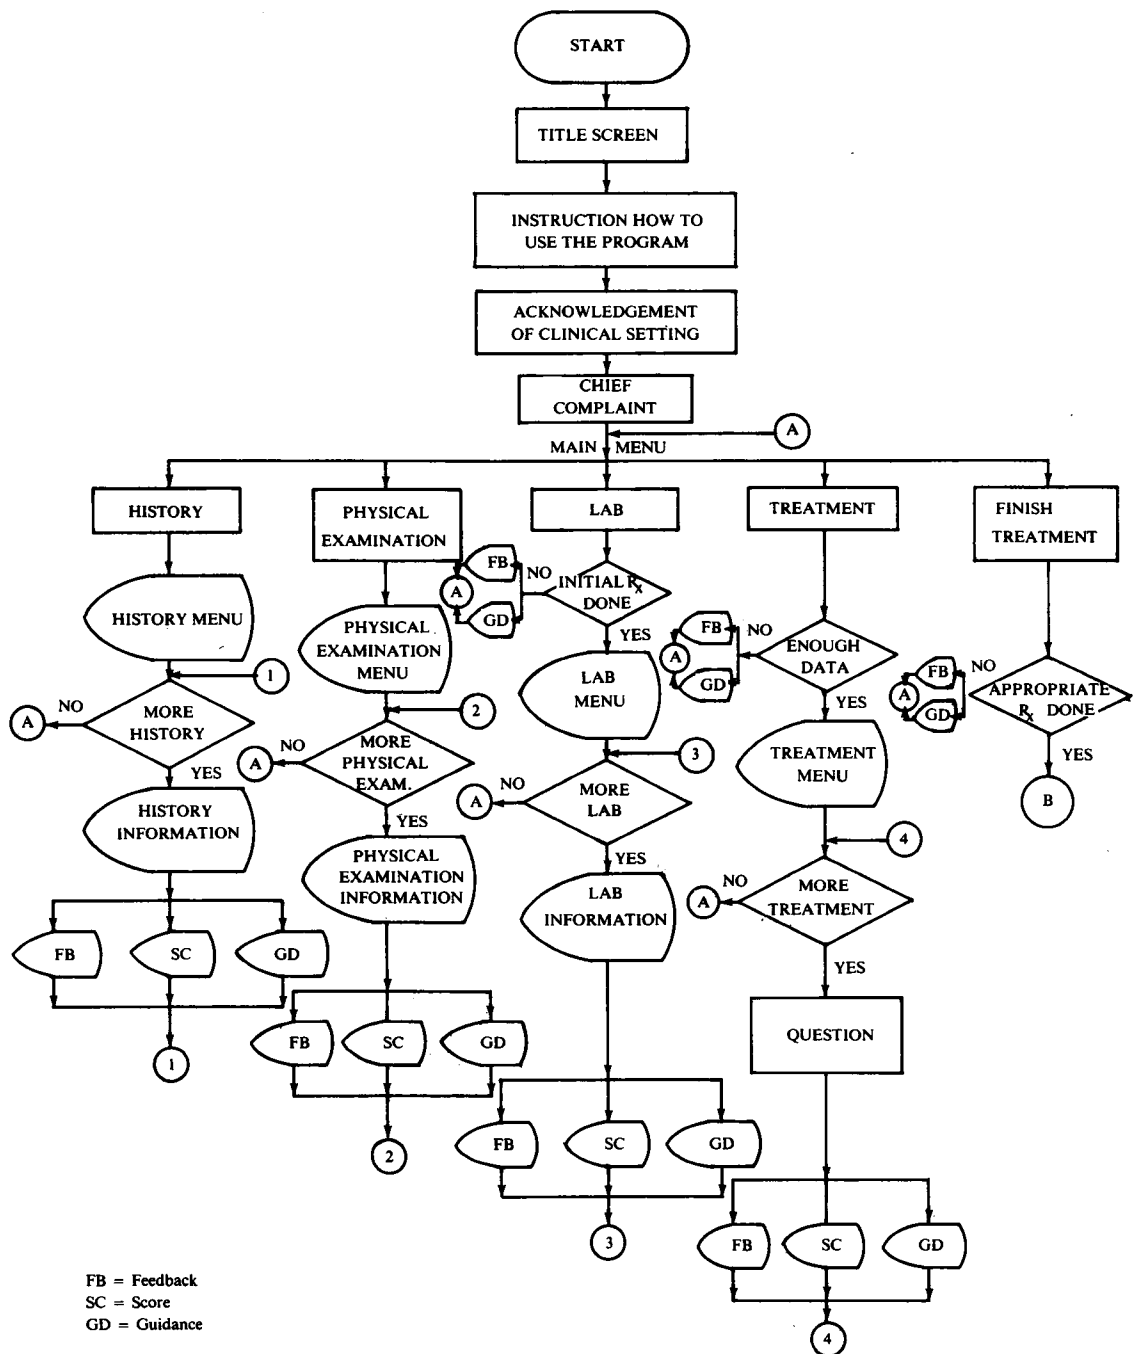 START
TITLE SCREEN
INSTRUCTION HOW TO
USE THE PROGRAM
ACKNOWLEDGEMENT
OF CLINICAL SETTING
CHIEF
COMPLAINT
A
MAIN MENU
HISTORY
HISTORY MENU
1
MORE
HISTORY
NO
A
YES
HISTORY
INFORMATION
FB
SC
GD
1
PHYSICAL
EXAMINATION
PHYSICAL
EXAMINATION
MENU
2
MORE
PHYSICAL
EXAM.
NO
A
YES
PHYSICAL
EXAMINATION
INFORMATION
FB
SC
GD
2
LAB
INITIAL Rx
DONE
NO
FB
A
GD
YES
LAB
MENU
3
MORE
LAB
NO
A
YES
LAB
INFORMATION
FB
SC
GD
3
TREATMENT
ENOUGH
DATA
NO
FB
A
GD
YES
TREATMENT
MENU
4
MORE
TREATMENT
NO
A
YES
QUESTION
FB
SC
GD
4
FINISH
TREATMENT
APPROPRIATE
Rx DONE
NO
FB
A
GD
YES
B
FB = Feedback
SC = Score
GD = Guidance